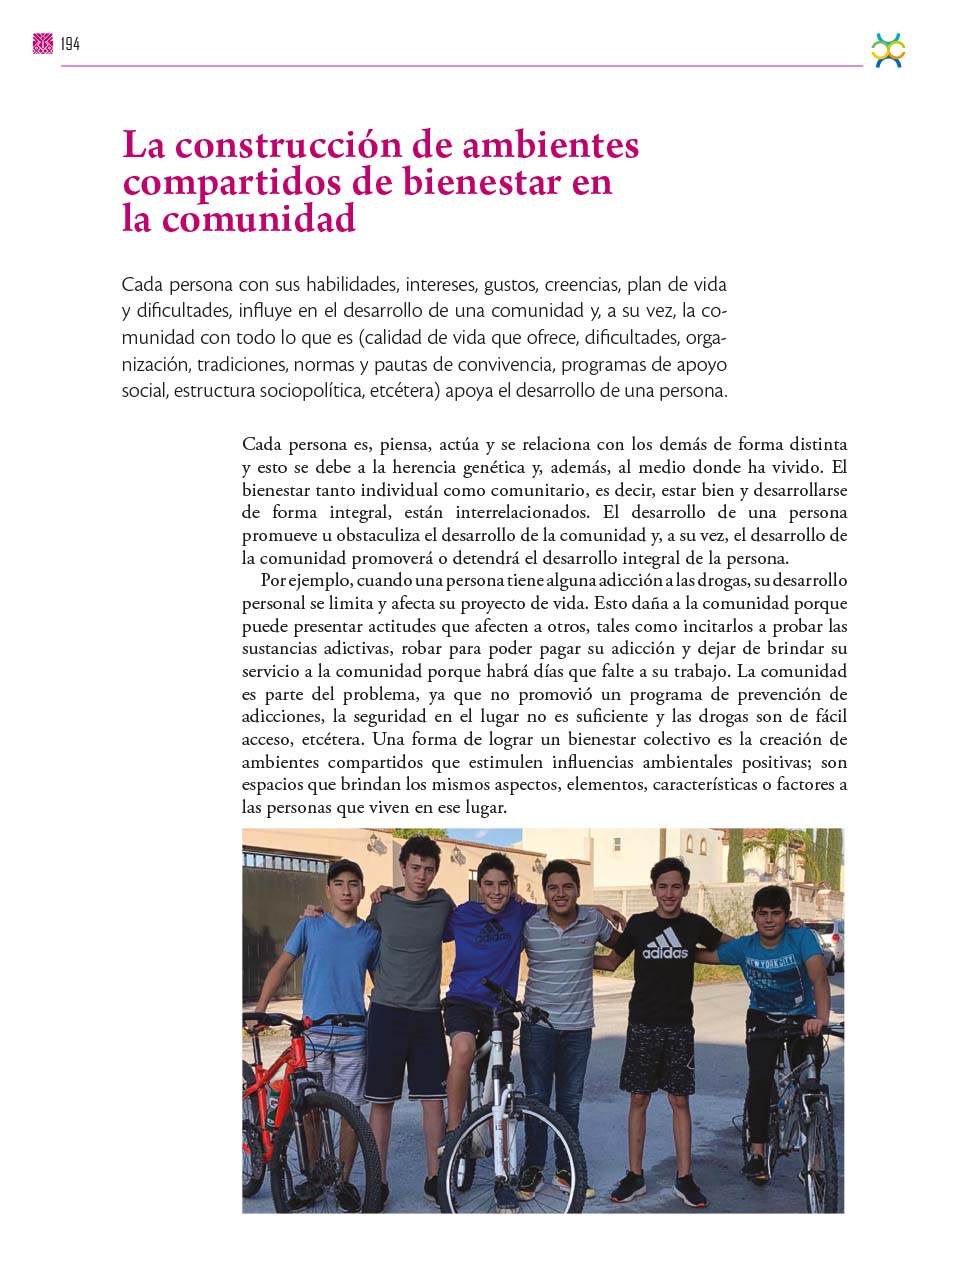 194
La construcción de ambientes
compartidos de bienestar en
la comunidad
Cada persona con sus habilidades, intereses, gustos, creencias, plan de vida
y dificultades, influye en el desarrollo de una comunidad y, a su vez, la co-
munidad con todo lo que es (calidad de vida que ofrece, dificultades, orga-
nización, tradiciones, normas y pautas de convivencia, programas de apoyo
social, estructura sociopolítica, etcétera) apoya el desarrollo de una persona.
Cada persona es, piensa, actúa y se relaciona con los demás de forma distinta
y esto se debe a la herencia genética y, además, al medio donde ha vivido. El
bienestar tanto individual como comunitario, es decir, estar bien y desarrollarse
de forma integral, están interrelacionados. El desarrollo de una persona
promueve u obstaculiza el desarrollo de la comunidad y, a su vez, el desarrollo de
la comunidad promoverá o detendrá el desarrollo integral de la persona.
Por ejemplo, cuando una persona tiene alguna adicción a las drogas, su desarrollo
personal se limita y afecta su proyecto de vida. Esto daña a la comunidad porque
puede presentar actitudes que afecten a otros, tales como incitarlos a probar las
sustancias adictivas, robar para poder pagar su adicción y dejar de brindar su
servicio a la comunidad porque habrá días que falte a su trabajo. La comunidad
es parte del problema, ya que no promovió un programa de prevención de
adicciones, la seguridad en el lugar no es suficiente y las drogas son de fácil
acceso, etcétera. Una forma de lograr un bienestar colectivo es la creación de
ambientes compartidos que estimulen influencias ambientales positivas; son
espacios que brindan los mismos aspectos, elementos, características o factores a
las personas que viven en ese lugar.
adidas
adidas
NEW YORK CITY